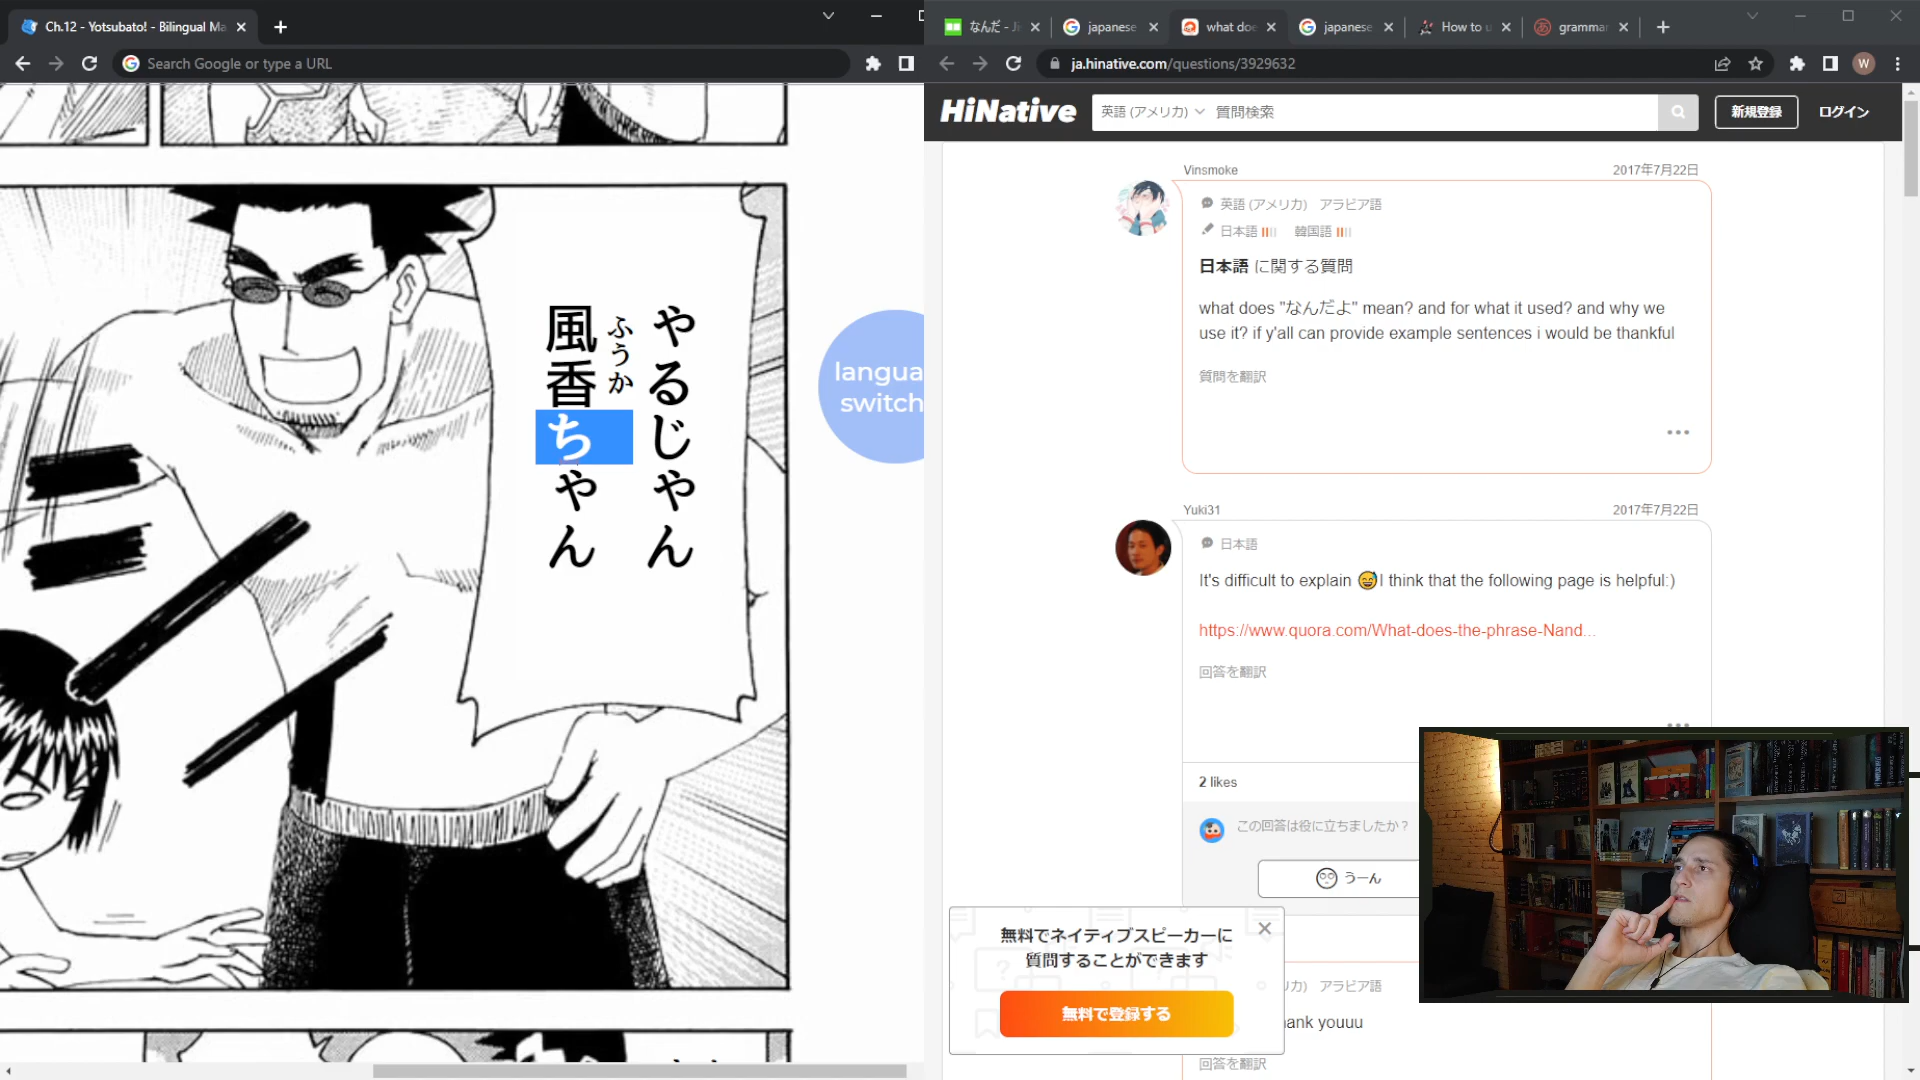 Ch.12 - Yotsubato! - Bilingual Ma
Search Google or type a URL
やるじゃん
風香ちゃん
ふうか
langua
switch
なんだ - Ji
japanese
what doe
japanese
How to u
grammar
ja.hinative.com/questions/3929632
W
HiNative
英語 (アメリカ)
質問検索
新規登録
ログイン
Vinsmoke
2017年7月22日
英語 (アメリカ) アラビア語
日本語 韓国語
日本語 に関する質問
what does "なんだよ" mean? and for what it used? and why we
use it? if y'all can provide example sentences i would be thankful
質問を翻訳
Yuki31
2017年7月22日
日本語
It's difficult to explain 😅I think that the following page is helpful:)
https://www.quora.com/What-does-the-phrase-Nand...
回答を翻訳
2 likes
この回答は役に立ちましたか？
うーん
無料でネイティブスピーカーに
質問することができます
無料で登録する
リカ) アラビア語
ank youuu
回答を翻訳